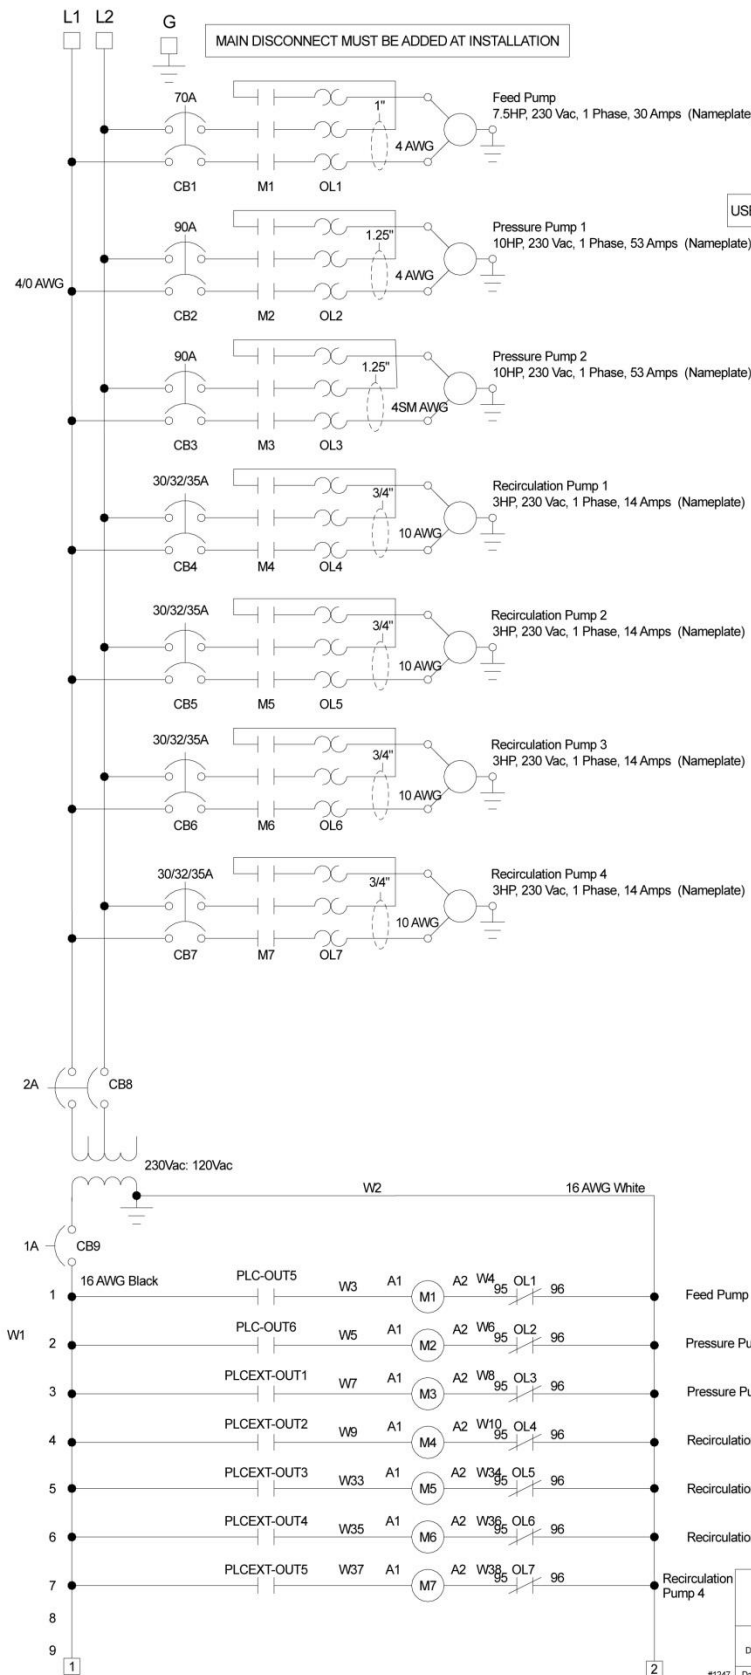 L1 L2 G
MAIN DISCONNECT MUST BE ADDED AT INSTALLATION
70A
1"
Feed Pump
7.5HP, 230 Vac, 1 Phase, 30 Amps (Nameplate
4 AWG
CB1 M1 OL1
USE
90A
1.25"
Pressure Pump 1
10HP, 230 Vac, 1 Phase, 53 Amps (Nameplate)
4/0 AWG
4 AWG
CB2 M2 OL2
90A
1.25"
Pressure Pump 2
10HP, 230 Vac, 1 Phase, 53 Amps (Nameplate)
4SM AWG
CB3 M3 OL3
30/32/35A
3/4"
Recirculation Pump 1
3HP, 230 Vac, 1 Phase, 14 Amps (Nameplate)
10 AWG
CB4 M4 OL4
30/32/35A
3/4"
Recirculation Pump 2
3HP, 230 Vac, 1 Phase, 14 Amps (Nameplate)
10 AWG
CB5 M5 OL5
30/32/35A
3/4"
Recirculation Pump 3
3HP, 230 Vac, 1 Phase, 14 Amps (Nameplate)
10 AWG
CB6 M6 OL6
30/32/35A
3/4"
Recirculation Pump 4
3HP, 230 Vac, 1 Phase, 14 Amps (Nameplate)
10 AWG
CB7 M7 OL7
2A CB8
230Vac: 120Vac
W2 16 AWG White
1A CB9
16 AWG Black
1 PLC-OUT5 W3 A1 M1 A2 W4 95 OL1 96 Feed Pump
W1
2 PLC-OUT6 W5 A1 M2 A2 W6 95 OL2 96 Pressure Pu
3 PLCEXT-OUT1 W7 A1 M3 A2 W8 95 OL3 96 Pressure Pu
4 PLCEXT-OUT2 W9 A1 M4 A2 W10 95 OL4 96 Recirculatio
5 PLCEXT-OUT3 W33 A1 M5 A2 W34 95 OL5 96 Recirculatio
6 PLCEXT-OUT4 W35 A1 M6 A2 W36 95 OL6 96 Recirculatio
7 PLCEXT-OUT5 W37 A1 M7 A2 W38 95 OL7 96 Recirculation Pump 4
8
9
1 2
#1247